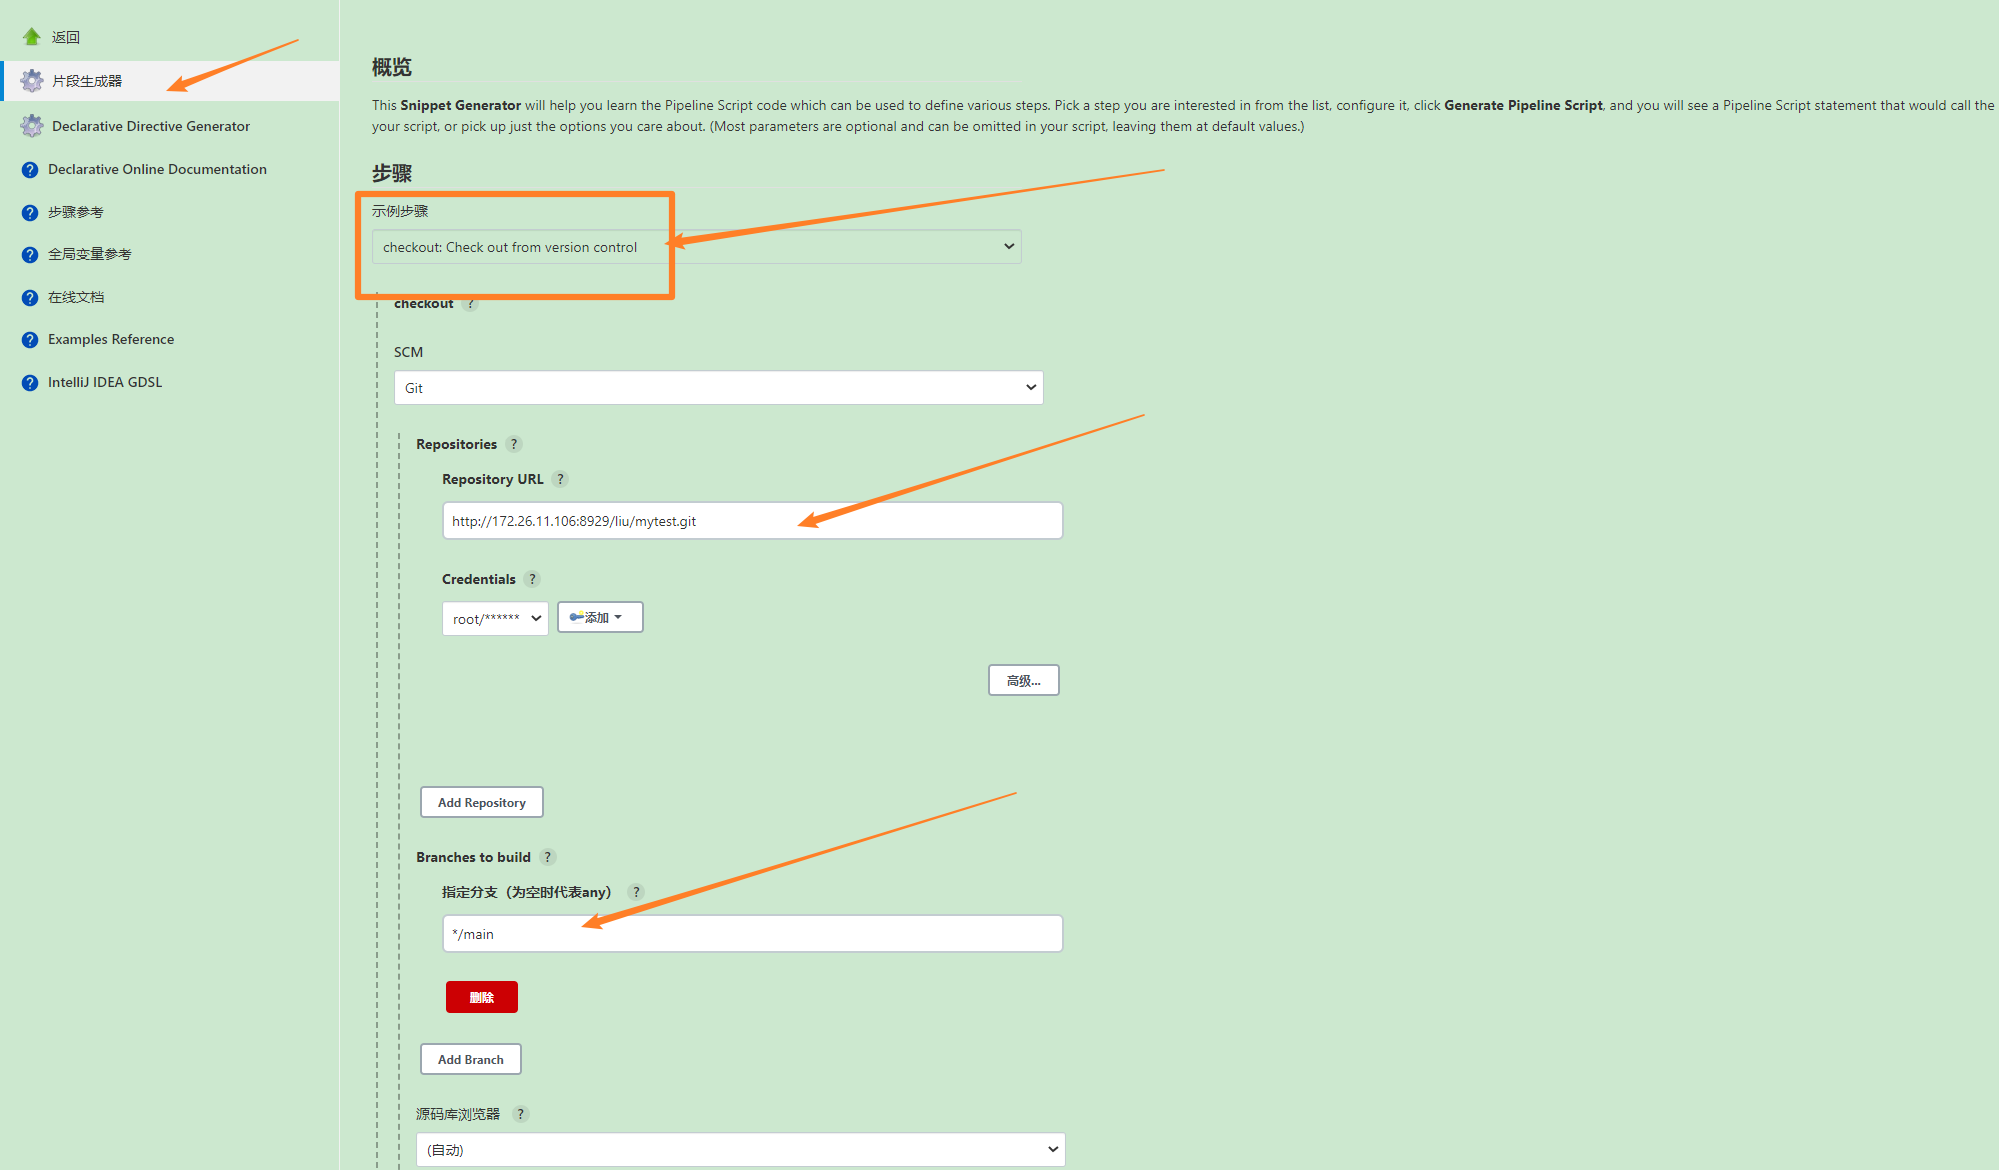 返回
片段生成器
Declarative Directive Generator
Declarative Online Documentation
步骤参考
全局变量参考
在线文档
Examples Reference
IntelliJ IDEA GDSL
概览
This Snippet Generator will help you learn the Pipeline Script code which can be used to define various steps. Pick a step you are interested in from the list, configure it, click Generate Pipeline Script, and you will see a Pipeline Script statement that would call the
your script, or pick up just the options you care about. (Most parameters are optional and can be omitted in your script, leaving them at default values.)
步骤
示例步骤
checkout: Check out from version control
checkout ?
SCM
Git
Repositories ?
Repository URL ?
http://172.26.11.106:8929/liu/mytest.git
Credentials ?
root/****** 添加
高级...
Add Repository
Branches to build ?
指定分支（为空时代表any） ?
*/main
删除
Add Branch
源码库浏览器 ?
(自动)